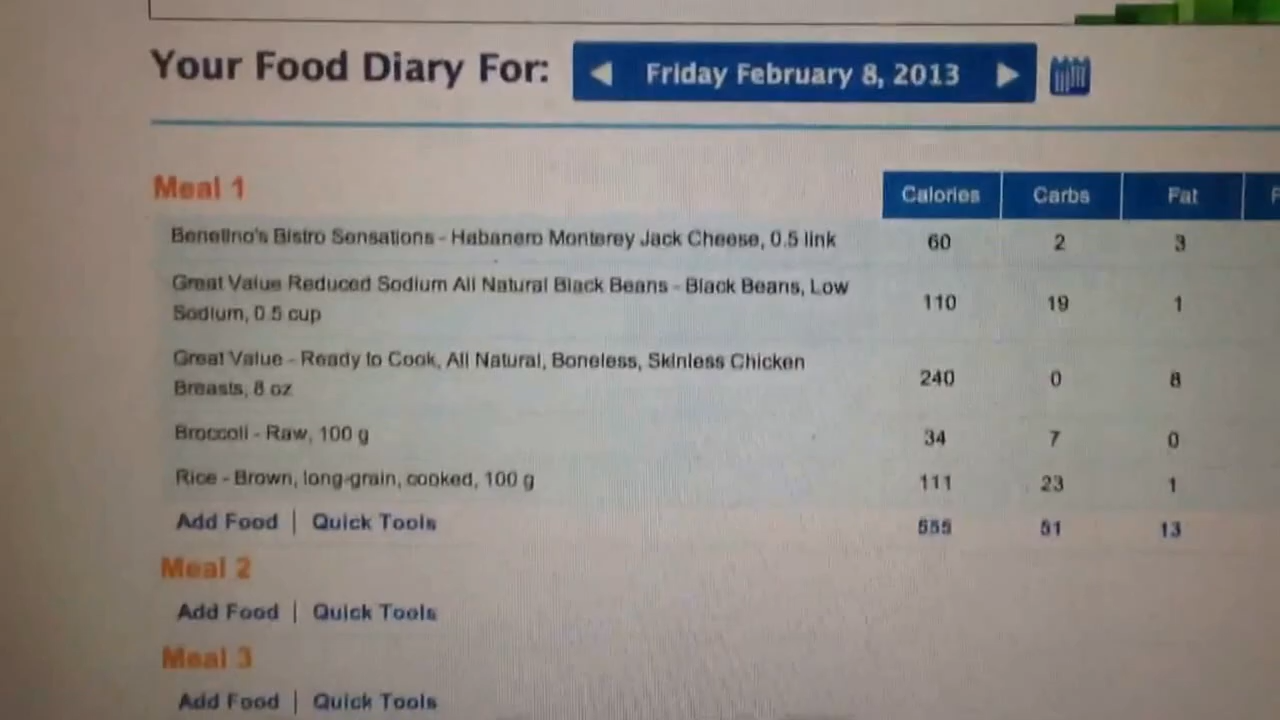 Your Food Diary For:
Friday February 8, 2013
Meal 1
Calories Carbs Fat
Benelino's Bistro Sensations - Habanero Monterey Jack Cheese, 0.5 link 60 2 3
Great Value Reduced Sodium All Natural Black Beans - Black Beans, Low
Sodium, 0.5 cup 110 19 1
Great Value - Ready to Cook, All Natural, Boneless, Skinless Chicken
Breasts, 8 oz 240 0 8
Broccoli - Raw, 100 g 34 7 0
Rice - Brown, long-grain, cooked, 100 g 111 23 1
Add Food | Quick Tools 555 51 13
Meal 2
Add Food | Quick Tools
Meal 3
Add Food | Quick Tools